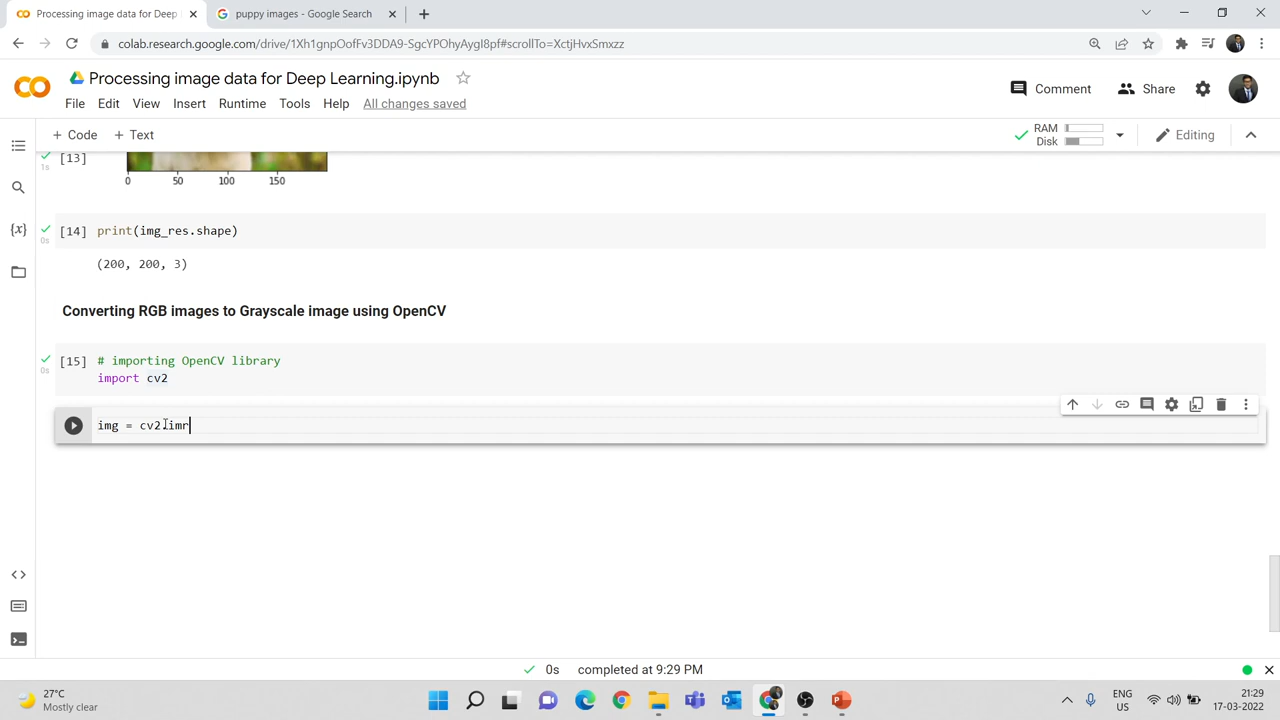 Processing image data for Deep L
puppy images - Google Search
colab.research.google.com/drive/1Xh1gnpOofFv3DDA9-SgcYPOhyAygI8pf#scrollTo=XctjHvxSmxzz
Processing image data for Deep Learning.ipynb
File Edit View Insert Runtime Tools Help All changes saved
Comment Share
+ Code + Text
RAM
Disk
Editing
[13]
1s
0 50 100 150
[14] print(img_res.shape)
0s
(200, 200, 3)
Converting RGB images to Grayscale image using OpenCV
[15] # importing OpenCV library
0s
import cv2
img = cv2.imr
{x}
0s completed at 9:29 PM
27°C
Mostly clear
ENG
US
21:29
17-03-2022